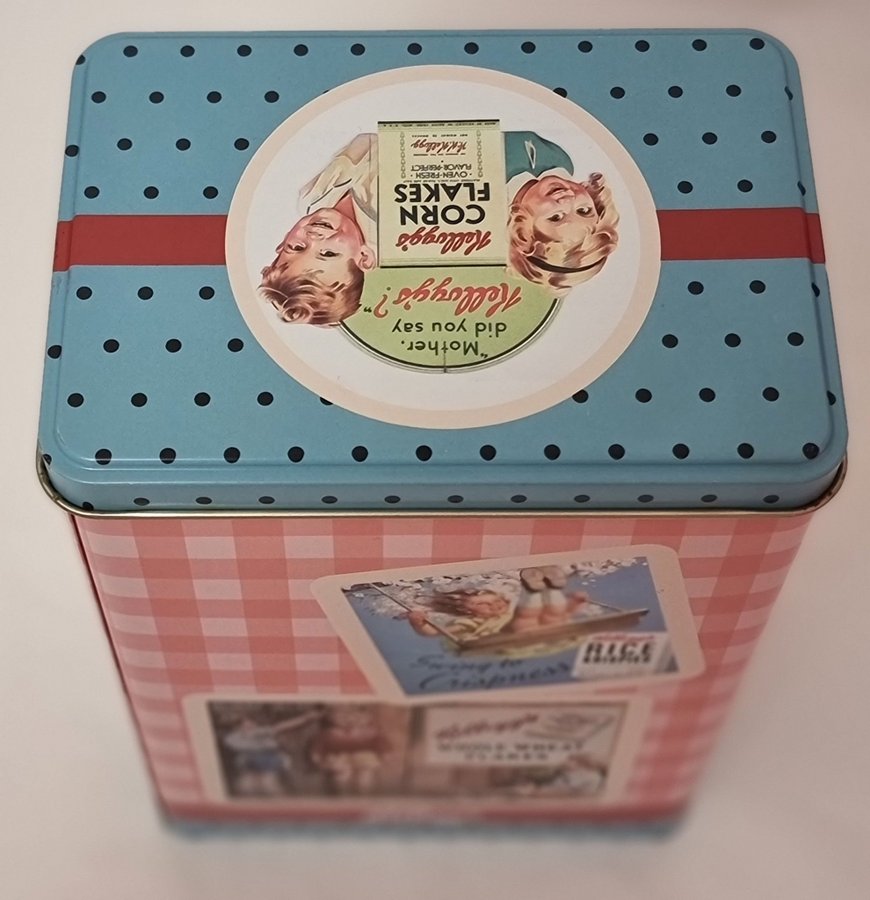 "Mother.
did you say
Kellogg's?"
Kellogg's
CORN
FLAKES
· OVEN-FRESH ·
FLAVOR-PERFECT
W.K.Kellogg
Swing to
Crispness
Kellogg's
RICE
KRISPIES
Kellogg's
WHOLE WHEAT
FLAKES